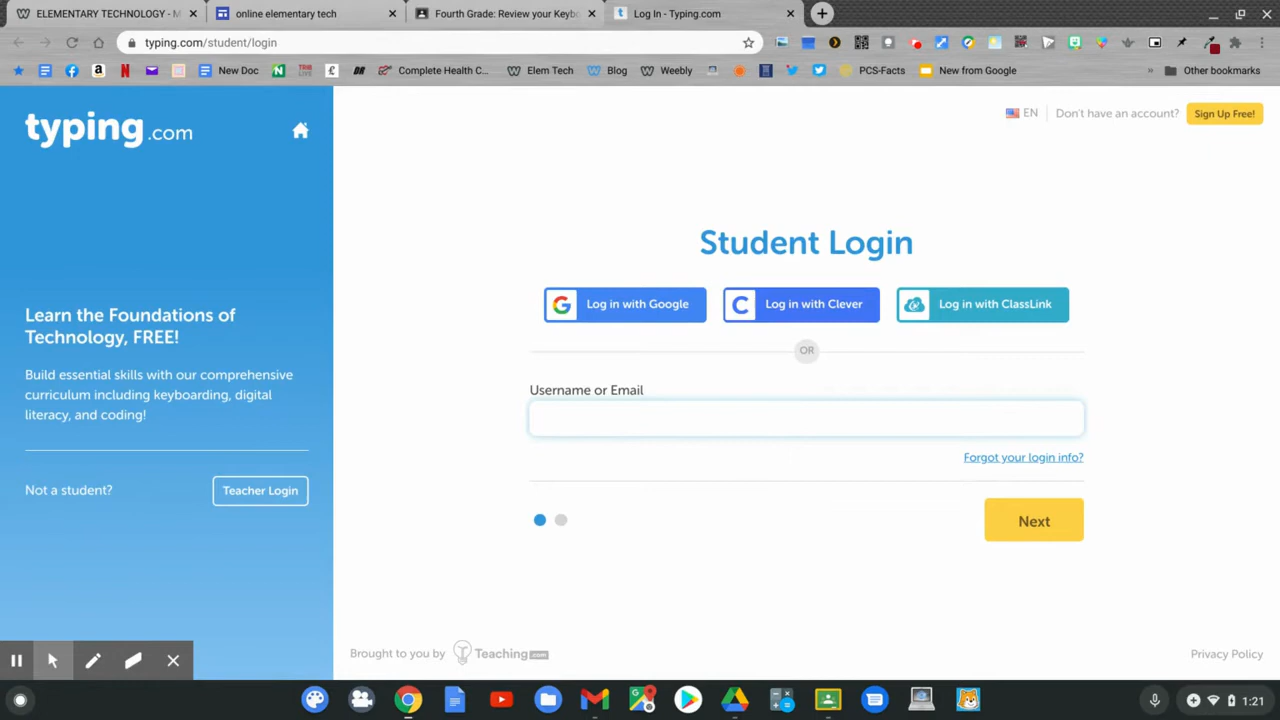 ELEMENTARY TECHNOLOGY - M
online elementary tech
Fourth Grade: Review your Keybo
Log In - Typing.com
typing.com/student/login
New Doc
Complete Health C...
Elem Tech
Blog
Weebly
PCS-Facts
New from Google
»
Other bookmarks
typing.com
EN
Don't have an account?
Sign Up Free!
Student Login
Log in with Google
Log in with Clever
Log in with ClassLink
OR
Learn the Foundations of
Technology, FREE!
Build essential skills with our comprehensive
curriculum including keyboarding, digital
literacy, and coding!
Username or Email
Forgot your login info?
Not a student?
Teacher Login
Next
Brought to you by
Teaching.com
Privacy Policy
1:21